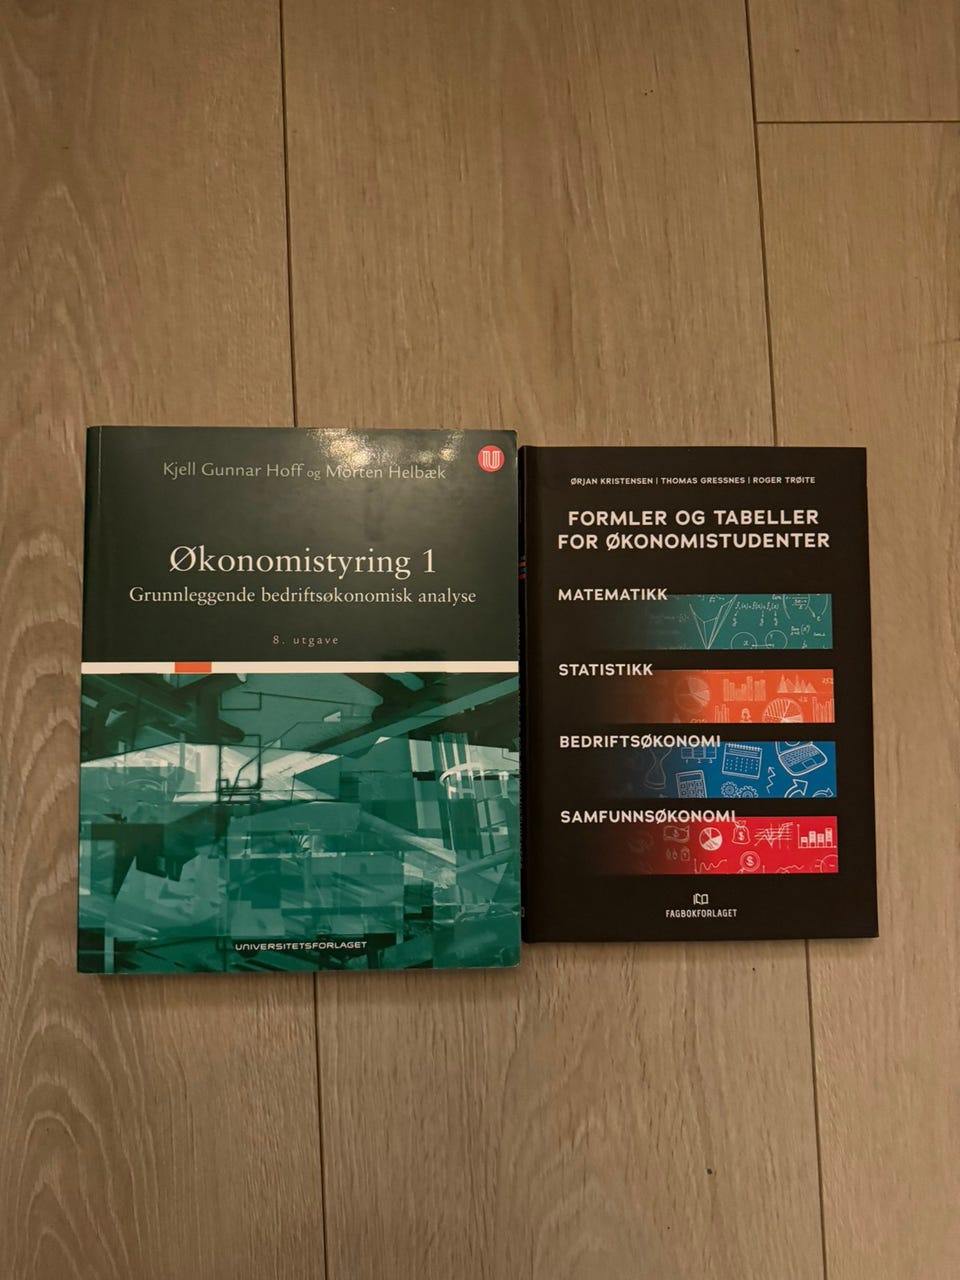 Kjell Gunnar Hoff og Morten Helbæk
Økonomistyring 1
Grunnleggende bedriftsøkonomisk analyse
8. utgave
UNIVERSITETSFORLAGET
ØRJAN KRISTENSEN | THOMAS GRESSNES | ROGER TRØITE
FORMLER OG TABELLER
FOR ØKONOMISTUDENTER
MATEMATIKK
STATISTIKK
BEDRIFTSØKONOMI
SAMFUNNSØKONOMI
FAGBOKFORLAGET